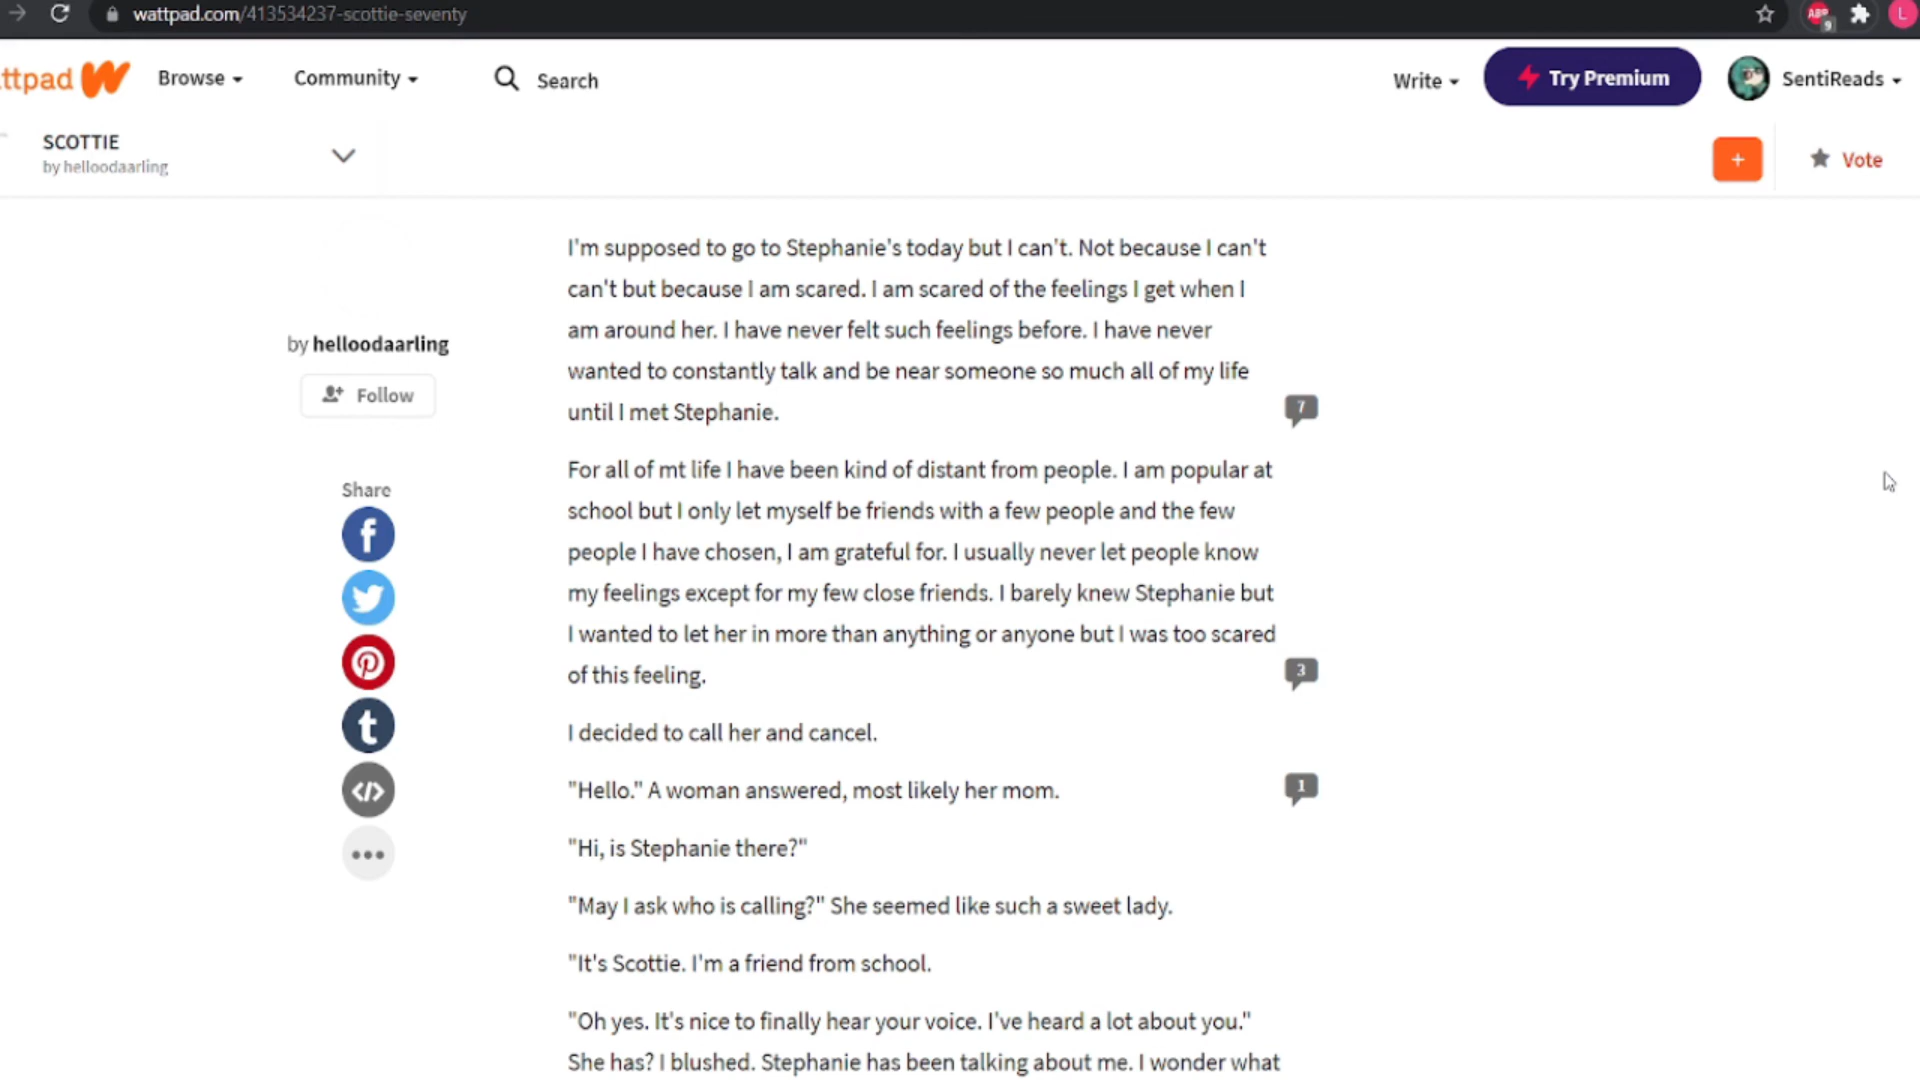 wattpad.com/413534237-scottie-seventy
ABP
9
L
ttpad
Browse
Community
Search
Write
Try Premium
SentiReads
SCOTTIE
by helloodaarling
+
Vote
I'm supposed to go to Stephanie's today but I can't. Not because I can't
can't but because I am scared. I am scared of the feelings I get when I
am around her. I have never felt such feelings before. I have never
wanted to constantly talk and be near someone so much all of my life
until I met Stephanie.
7
by helloodaarling
Follow
For all of mt life I have been kind of distant from people. I am popular at
school but I only let myself be friends with a few people and the few
people I have chosen, I am grateful for. I usually never let people know
my feelings except for my few close friends. I barely knew Stephanie but
I wanted to let her in more than anything or anyone but I was too scared
of this feeling.
3
Share
I decided to call her and cancel.
"Hello." A woman answered, most likely her mom.
1
"Hi, is Stephanie there?"
"May I ask who is calling?" She seemed like such a sweet lady.
"It's Scottie. I'm a friend from school.
"Oh yes. It's nice to finally hear your voice. I've heard a lot about you."
She has? I blushed. Stephanie has been talking about me. I wonder what